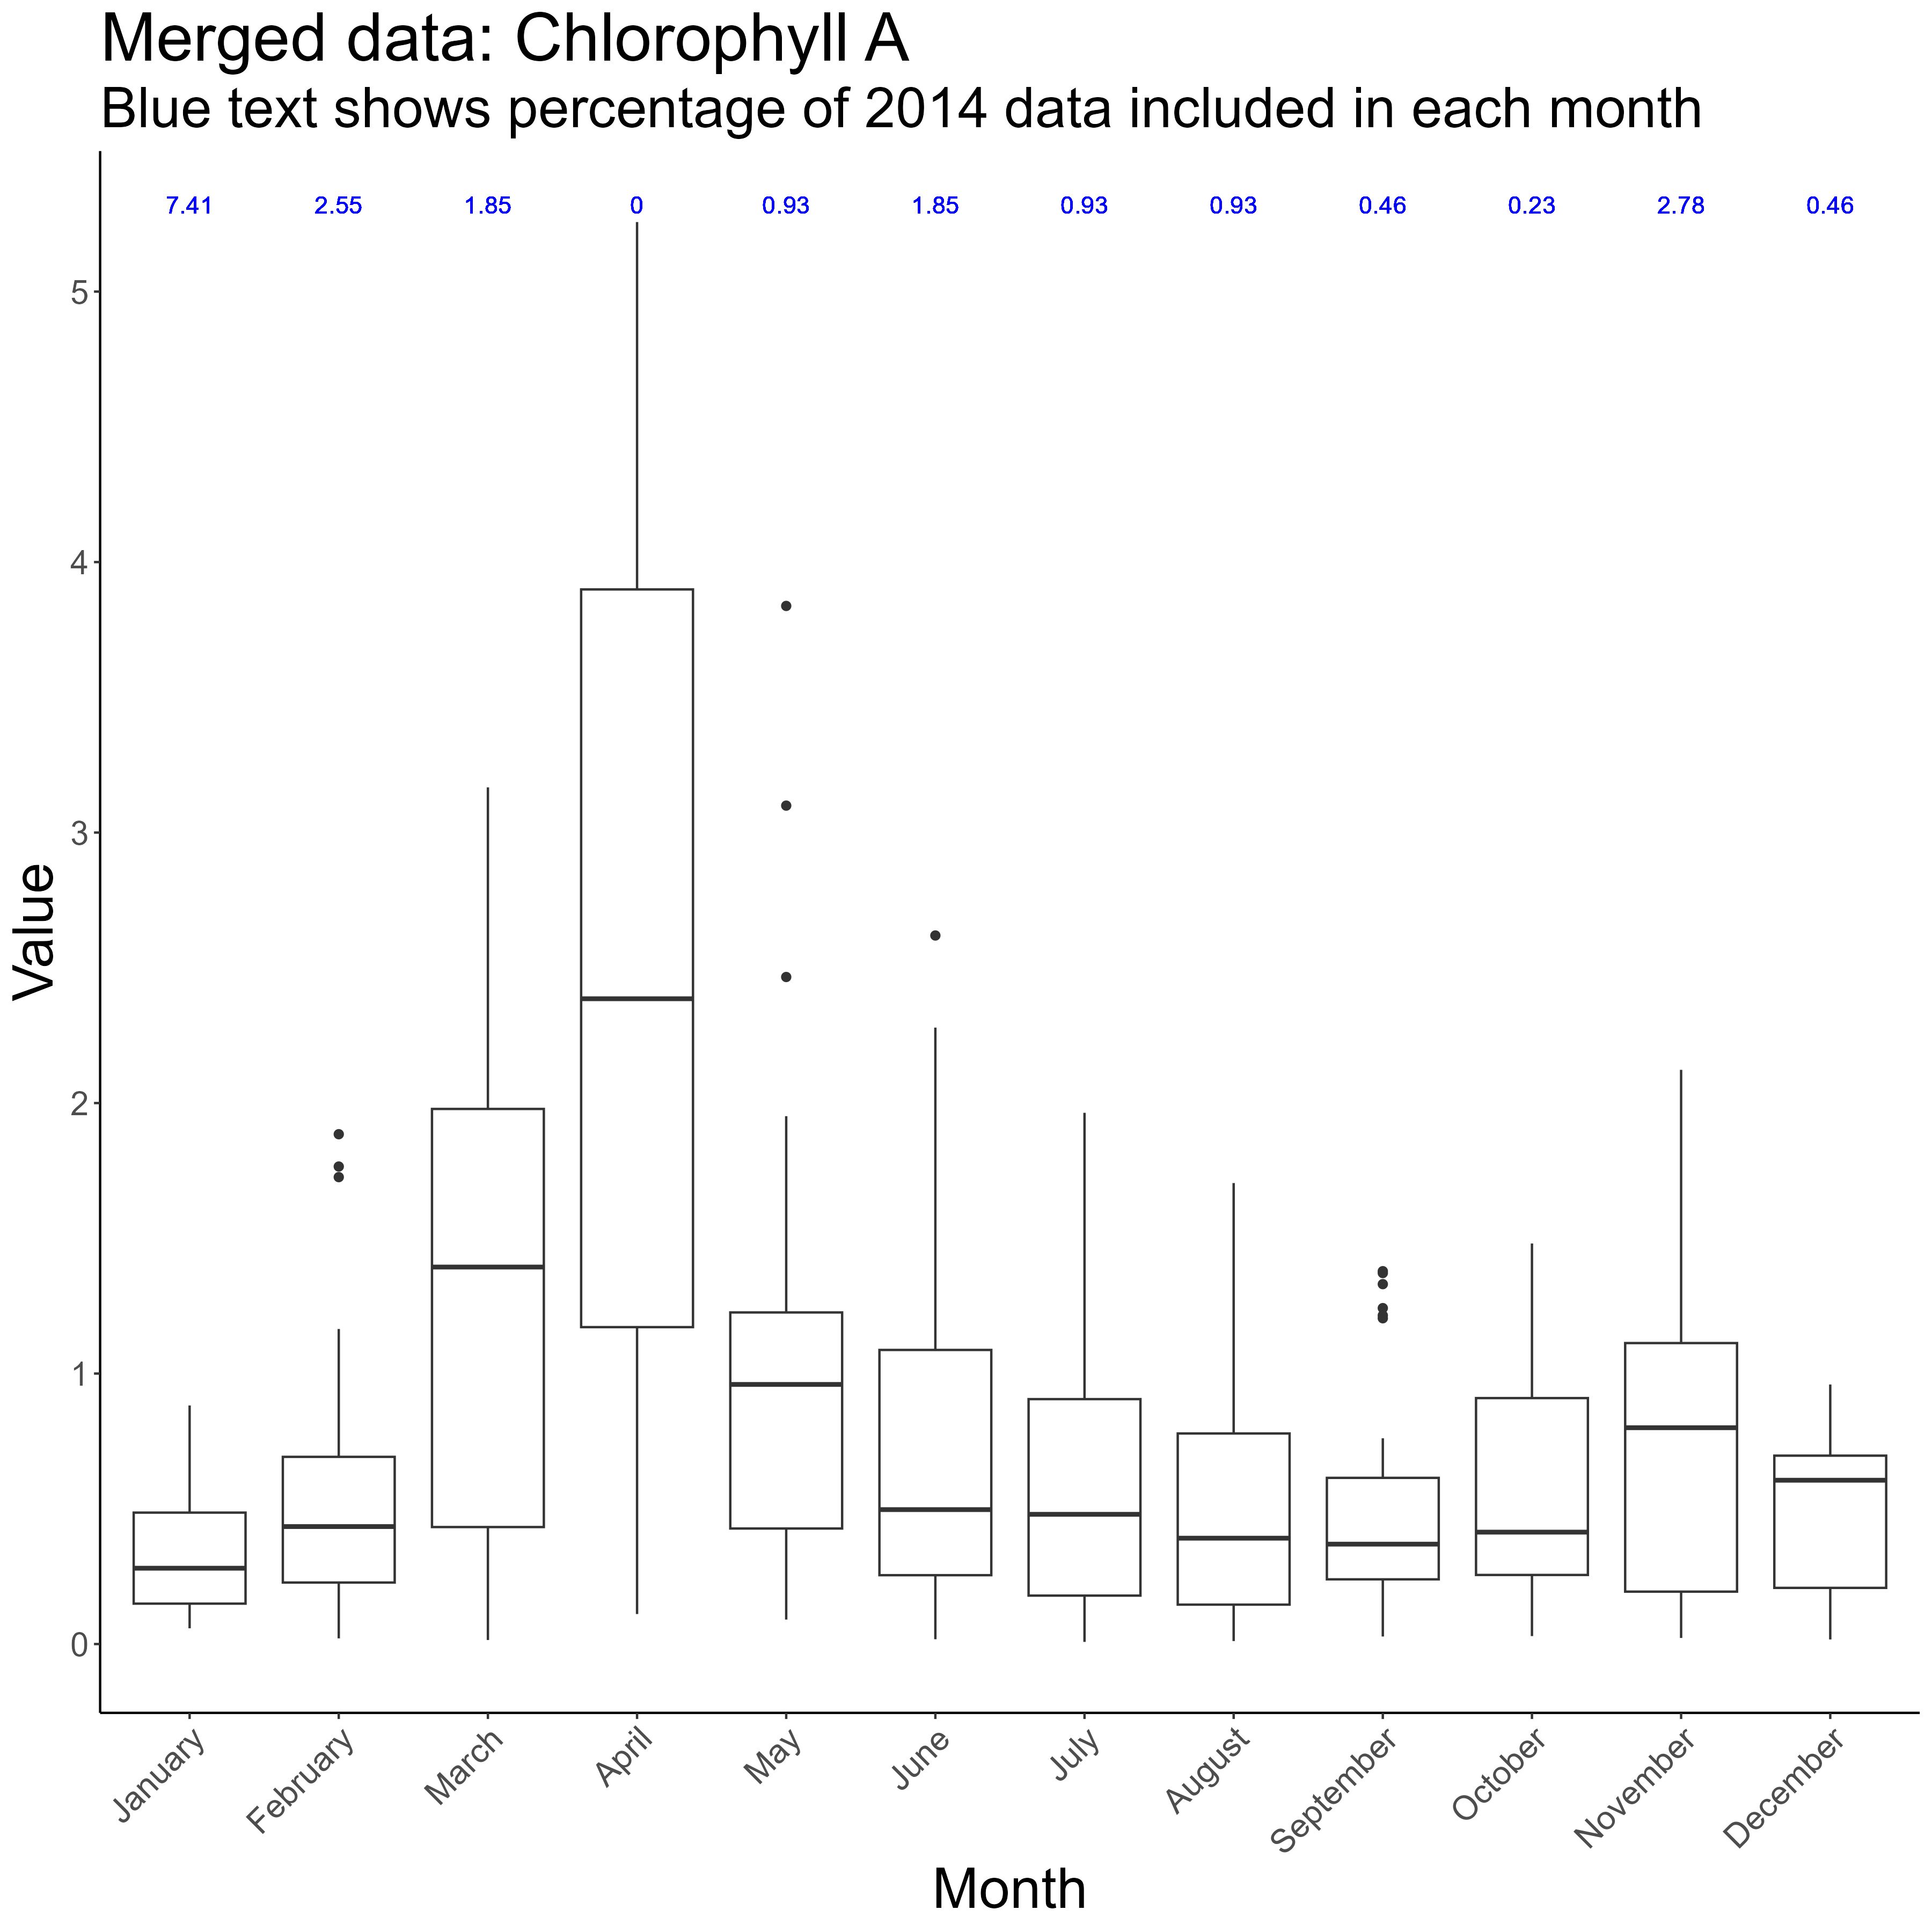 Merged data: Chlorophyll A
Blue text shows percentage of 2014 data included in each month
7.41 2.55 1.85 0 0.93 1.85 0.93 0.93 0.46 0.23 2.78 0.46
5
4
3
2
1
0
Value
January February March April May June July August September October November December
Month